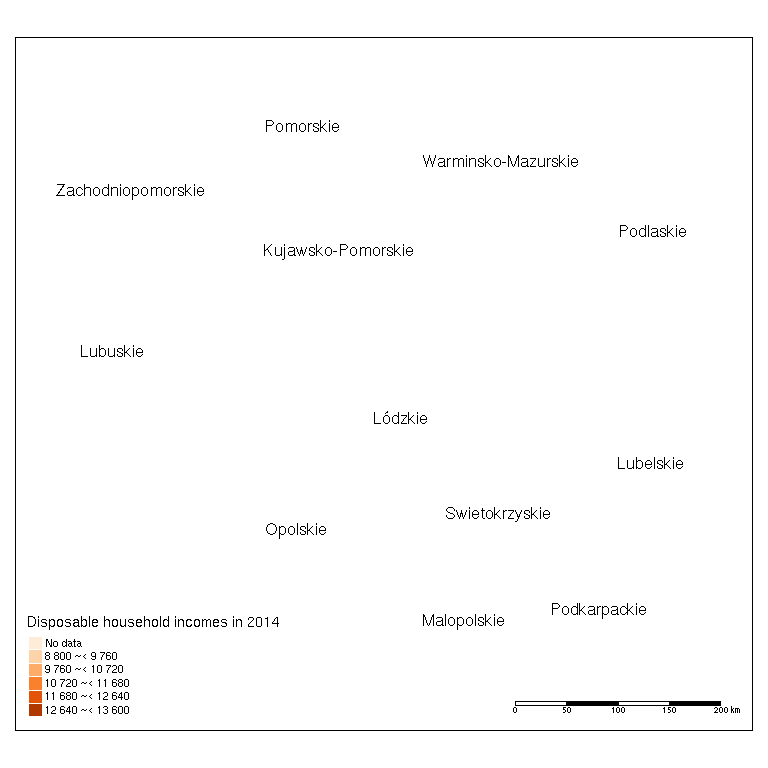 Pomorskie
Warminsko-Mazurskie
Zachodniopomorskie
Podlaskie
Kujawsko-Pomorskie
Lubuskie
Lódzkie
Lubelskie
Swietokrzyskie
Opolskie
Podkarpackie
Malopolskie
Disposable household incomes in 2014
No data
8 800 ~< 9 760
9 760 ~< 10 720
10 720 ~< 11 680
11 680 ~< 12 640
12 640 ~< 13 600
0 50 100 150 200 km